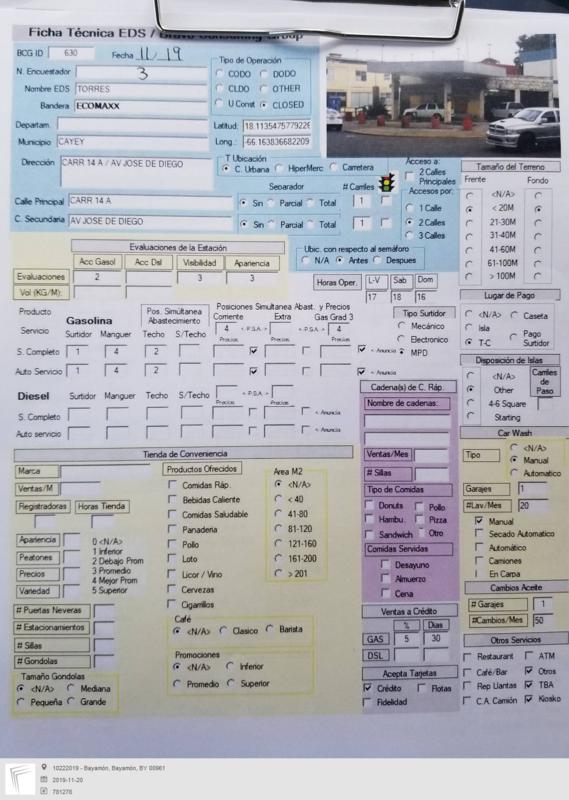 Ficha Técnica EDS / Bravo Consulting Group
BCG ID 630 Fecha 11/19
N. Encuestador 3
Nombre EDS TORRES
Bandera ECOMAXX
Tipo de Operación
CODO DODO
CLDO OTHER
U Const CLOSED
Departam.
Municipio CAYEY
Latitud: 18.1135475779226
Long.: -66.163836682209
Dirección CARR 14 A / AV JOSE DE DIEGO
T Ubicación
C. Urbana HiperMerc Carretera
Separador # Carriles
Calle Principal CARR 14 A Sin Parcial Total 1
C. Secundaria AV JOSE DE DIEGO Sin Parcial Total 1
Acceso a:
2 Calles Principales
Accesos por:
1 Calle
2 Calles
3 Calles
Ubic. con respecto al semáforo
N/A Antes Despues
Tamaño del Terreno
Frente Fondo
<N/A>
< 20M
21-30M
31-40M
41-60M
61-100M
> 100M
Evaluaciones de la Estación
Acc Gasol Acc Dsl Visibilidad Apariencia
Evaluaciones 2 3 3
Vol (KG/M):
Horas Oper. L-V Sab Dom
17 18 16
Lugar de Pago
<N/A> Caseta
Isla
T-C Pago Surtidor
Producto Gasolina
Servicio Surtidor Manguer
Pos. Simultánea Abastecimiento
Techo S/Techo
Posiciones Simultanea Abast. y Precios
Corriente Extra Gas Grad 3
4 <-P.S.A.-> 4
Precios Precios Precios
S. Completo 1 4 2 <- Anuncia
Auto Servicio 1 4 2 <- Anuncia
Tipo Surtidor
Mecánico
Electronico
MPD
Disposición de Islas
<N/A>
Other
4-6 Square
Starting
Carriles de Paso
Diesel Surtidor Manguer Techo S/Techo <-P.S.A.->
Precios Precios
S. Completo <- Anuncia
Auto servicio <- Anuncia
Cadena(s) de C. Ráp.
Nombre de cadenas:
Ventas/Mes
# Sillas
Tipo de Comidas
Donuts Pollo
Hambu. Pizza
Sandwich Otro
Comidas Servidas
Desayuno
Almuerzo
Cena
Car Wash
Tipo <N/A>
Manual
Automatico
Garajes 1
#Lav/Mes 20
Manual
Secado Automatico
Automático
Camiones
En Carpa
Tienda de Conveniencia
Marca
Ventas/M
Registradoras Horas Tienda
Apariencia
Peatones
Precios
Variedad
0 <N/A>
1 Inferior
2 Debajo Prom
3 Promedio
4 Mejor Prom
5 Superior
# Puertas Neveras
# Estacionamientos
# Sillas
# Gondolas
Tamaño Gondolas
<N/A> Mediana
Pequeña Grande
Productos Ofrecidos
Comidas Ráp.
Bebidas Caliente
Comidas Saludable
Panaderia
Pollo
Loto
Licor / Vino
Cervezas
Cigarrillos
Area M2
<N/A>
< 40
41-80
81-120
121-160
161-200
> 201
Café
<N/A> Clasico Barista
Promociones
<N/A> Inferior
Promedio Superior
Ventas a Crédito
% Dias
GAS 5 30
DSL
Acepta Tarjetas
Crédito Flotas
Fidelidad
Cambios Aceite
# Garajes 1
#Cambios/Mes 50
Otros Servicios
Restaurant ATM
Café/Bar Otros
Rep Llantas TBA
C.A. Camión Kiosko
10222019 - Bayamón, Bayamón, BY 00961
2019-11-20
781276